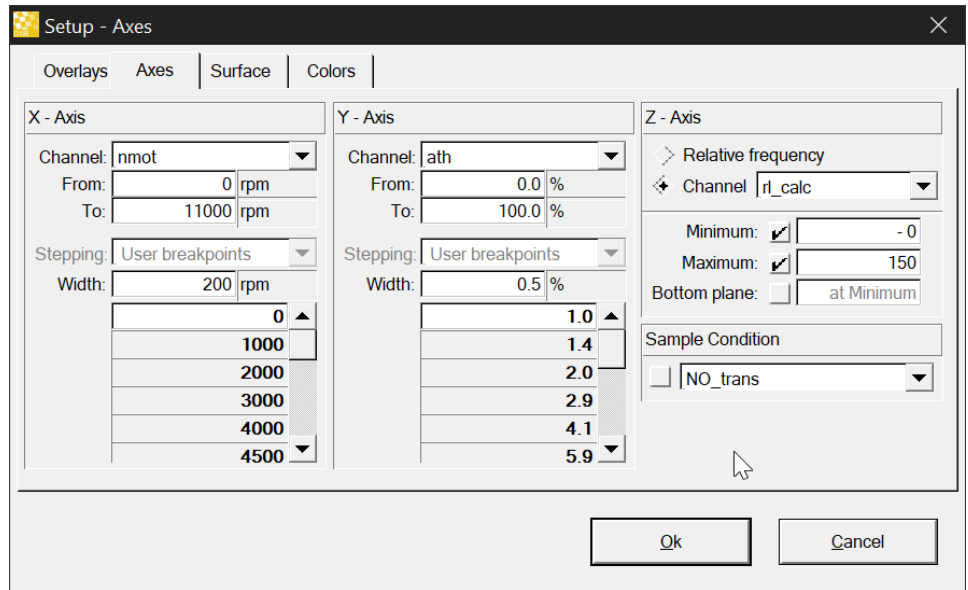 Setup - Axes
Overlays Axes Surface Colors
X - Axis
Channel: nmot
From: 0 rpm
To: 11000 rpm
Stepping: User breakpoints
Width: 200 rpm
0
1000
2000
3000
4000
4500
Y - Axis
Channel: ath
From: 0.0 %
To: 100.0 %
Stepping: User breakpoints
Width: 0.5 %
1.0
1.4
2.0
2.9
4.1
5.9
Z - Axis
Relative frequency
Channel rl_calc
Minimum: - 0
Maximum: 150
Bottom plane: at Minimum
Sample Condition
NO_trans
Ok Cancel